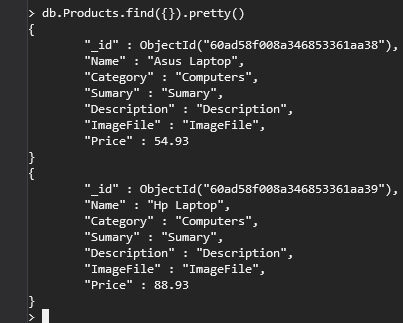 > db.Products.find({}).pretty()
{
"_id" : ObjectId("60ad58f008a346853361aa38"),
"Name" : "Asus Laptop",
"Category" : "Computers",
"Sumary" : "Sumary",
"Description" : "Description",
"ImageFile" : "ImageFile",
"Price" : 54.93
}
{
"_id" : ObjectId("60ad58f008a346853361aa39"),
"Name" : "Hp Laptop",
"Category" : "Computers",
"Sumary" : "Sumary",
"Description" : "Description",
"ImageFile" : "ImageFile",
"Price" : 88.93
}
>